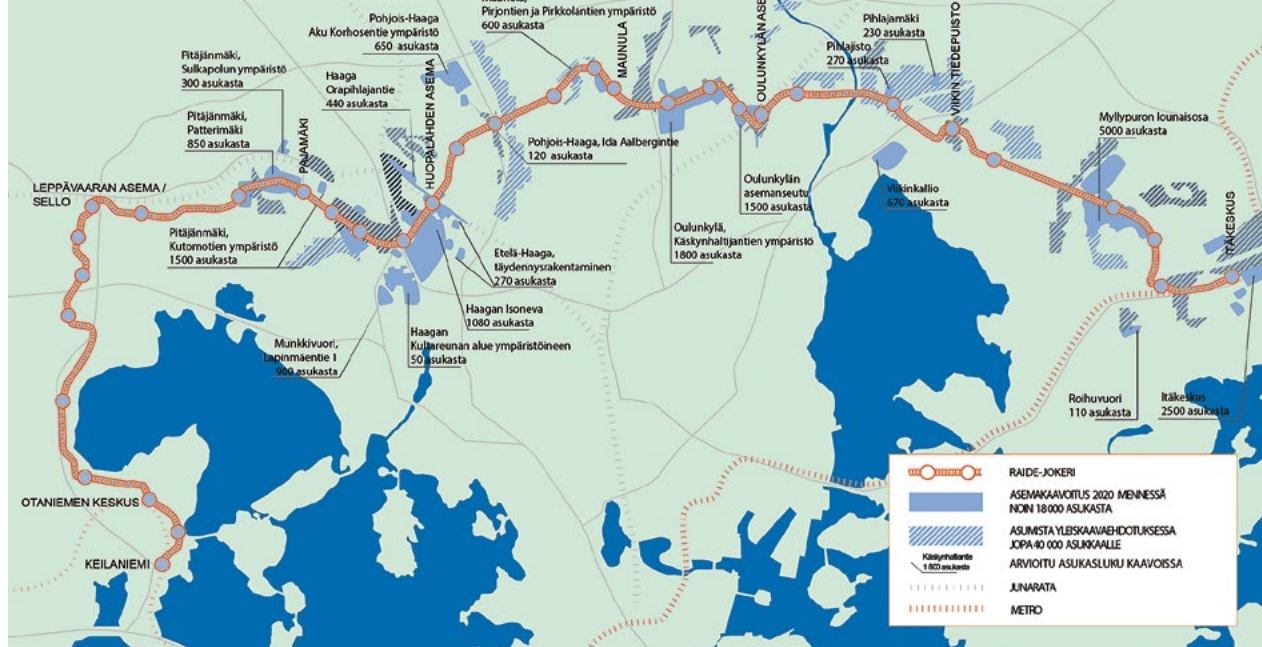 Pirjontien ja Pirkkolantien ympäristö
600 asukasta
Pohjois-Haaga
Aku Korhosentie ympäristö
650 asukasta
Pitäjänmäki,
Sulkapolun ympäristö
300 asukasta
Haaga
Orapihlajantie
440 asukasta
HUOPALAHDEN ASEMA
MAUNULA
OULUNKYLÄN ASE
Pihlajamäki
230 asukasta
Pihlajisto
270 asukasta
VIIKIN TIEDEPUISTO
Pitäjänmäki,
Patterimäki
850 asukasta
PAJAMÄKI
Pohjois-Haaga, Ida Aalbergintie
120 asukasta
Myllypuron lounaisosa
5000 asukasta
LEPPÄVAARAN ASEMA /
SELLO
Oulunkylän
asemanseutu
1500 asukasta
Viikinkallio
670 asukasta
Pitäjänmäki,
Kutomotien ympäristö
1500 asukasta
Oulunkylä,
Käskynhaltijantien ympäristö
1800 asukasta
ITÄKESKUS
Etelä-Haaga,
täydennysrakentaminen
270 asukasta
Haagan Isoneva
1080 asukasta
Haagan
Kultareunan alue ympäristöineen
50 asukasta
Munkkivuori,
Lapinmäentie I
900 asukasta
Roihuvuori
110 asukasta
Itäkeskus
2500 asukasta
OTANIEMEN KESKUS
KEILANIEMI
RAIDE-JOKERI
ASEMAKAAVOITUS 2020 MENNESSÄ
NOIN 18 000 ASUKASTA
ASUMISTA YLEISKAAVAEHDOTUKSESSA
JOPA 40 000 ASUKKAALLE
Käskynhaltiantie
1 800 asukasta
ARVIOITU ASUKASLUKU KAAVOISSA
JUNARATA
METRO